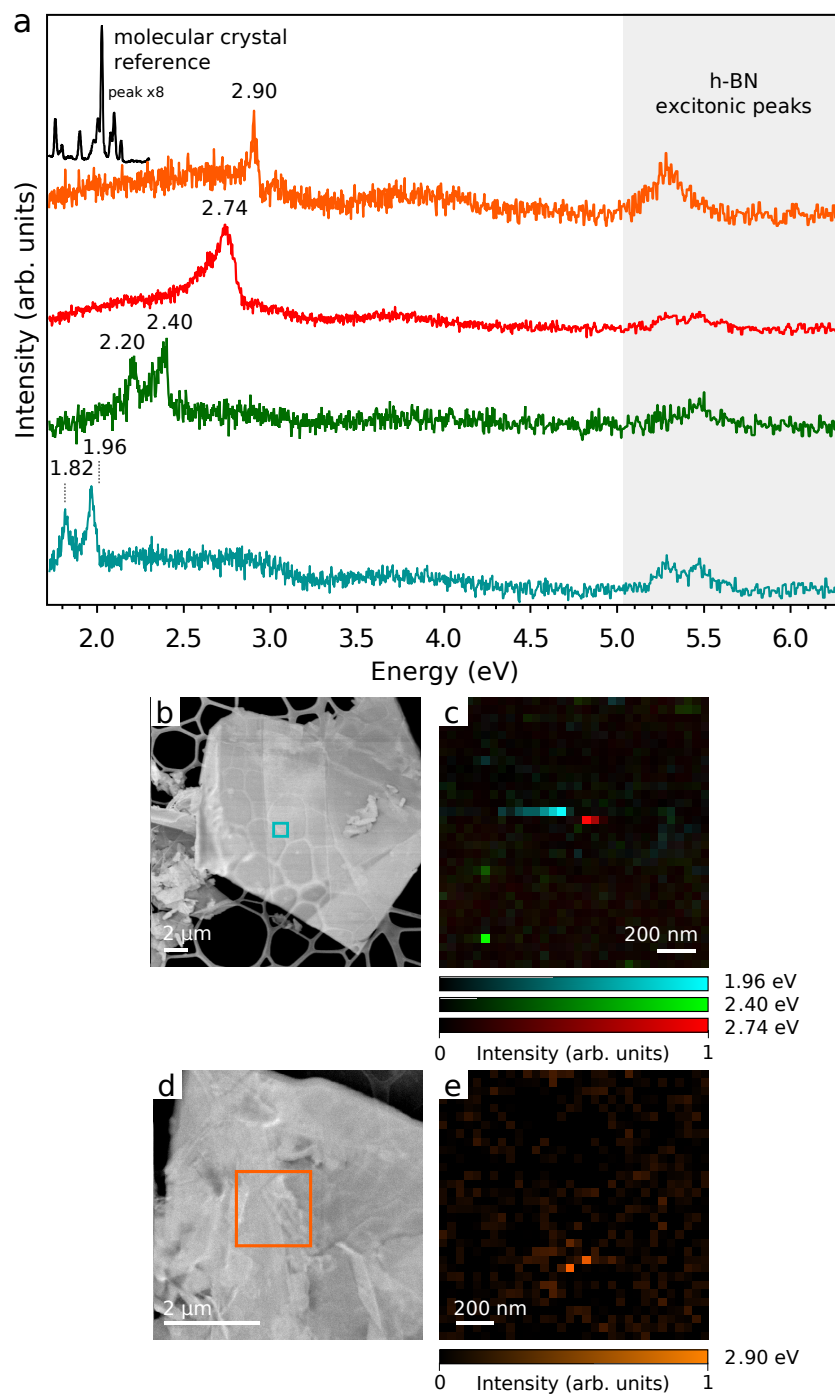 a
molecular crystal
reference
peak x8
2.90
h-BN
excitonic peaks
2.74
2.40
2.20
1.96
1.82
Intensity (arb. units)
2.0 2.5 3.0 3.5 4.0 4.5 5.0 5.5 6.0
Energy (eV)
b
2 μm
c
200 nm
1.96 eV
2.40 eV
2.74 eV
0 Intensity (arb. units) 1
d
2 μm
e
200 nm
2.90 eV
0 Intensity (arb. units) 1